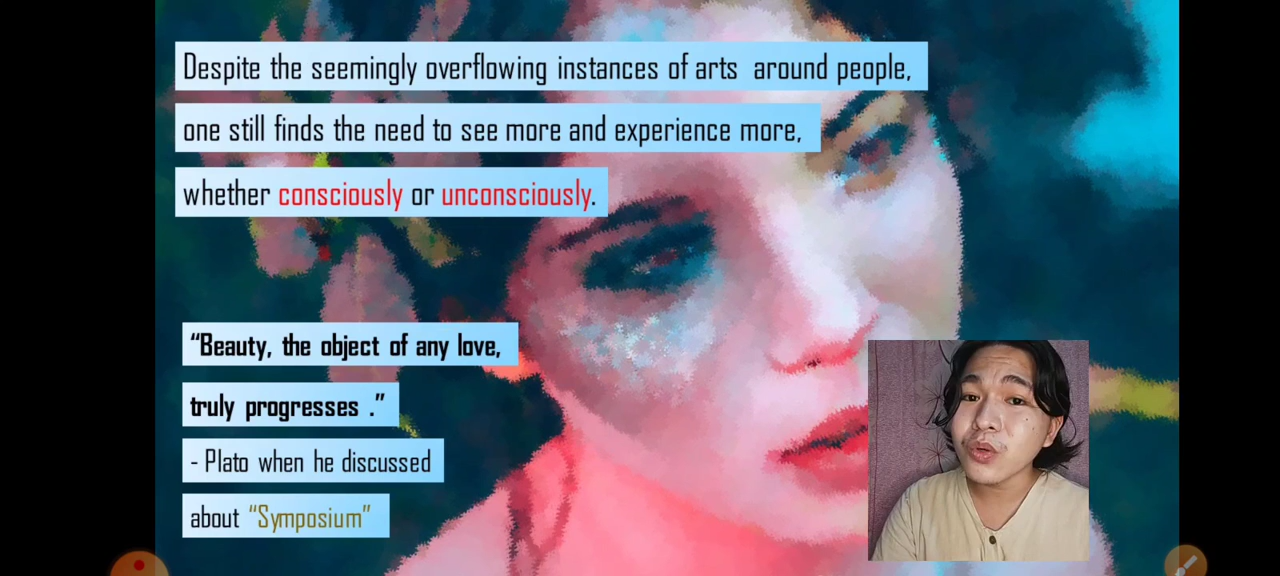 Despite the seemingly overflowing instances of arts around people,
one still finds the need to see more and experience more,
whether consciously or unconsciously.
“Beauty, the object of any love,
truly progresses .”
- Plato when he discussed
about “Symposium”